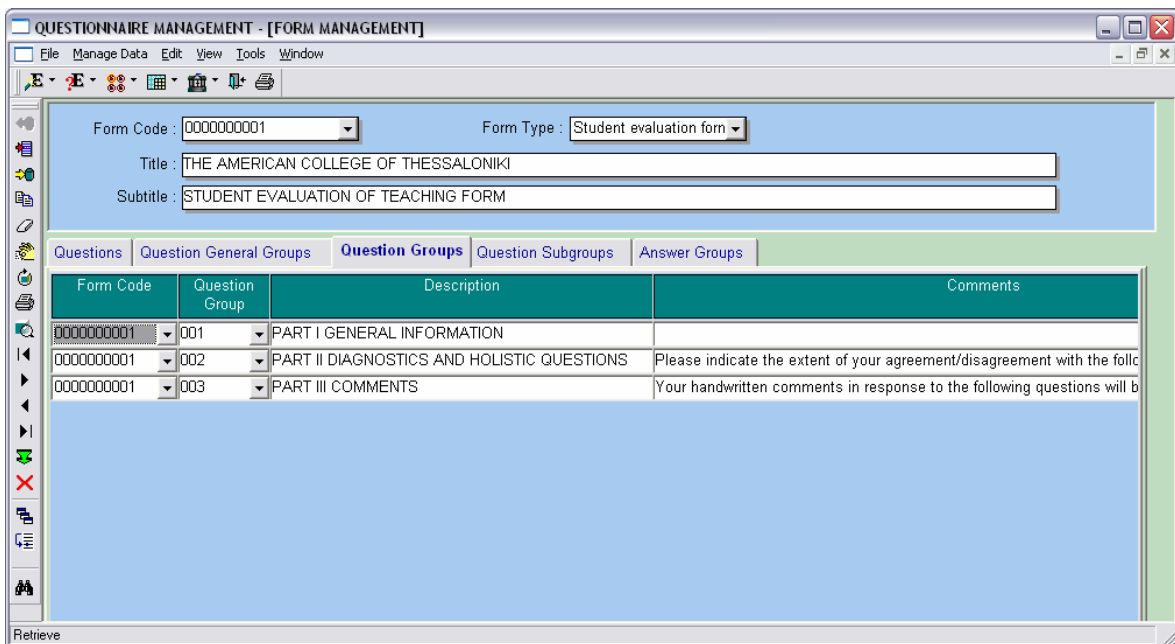 QUESTIONNAIRE MANAGEMENT - [FORM MANAGEMENT]
File Manage Data Edit View Tools Window
Form Code : 0000000001 Form Type : Student evaluation form
Title : THE AMERICAN COLLEGE OF THESSALONIKI
Subtitle : STUDENT EVALUATION OF TEACHING FORM
Questions Question General Groups Question Groups Question Subgroups Answer Groups
Form Code Question Group Description Comments
0000000001 001 PART I GENERAL INFORMATION
0000000001 002 PART II DIAGNOSTICS AND HOLISTIC QUESTIONS Please indicate the extent of your agreement/disagreement with the follc
0000000001 003 PART III COMMENTS Your handwritten comments in response to the following questions will b
Retrieve